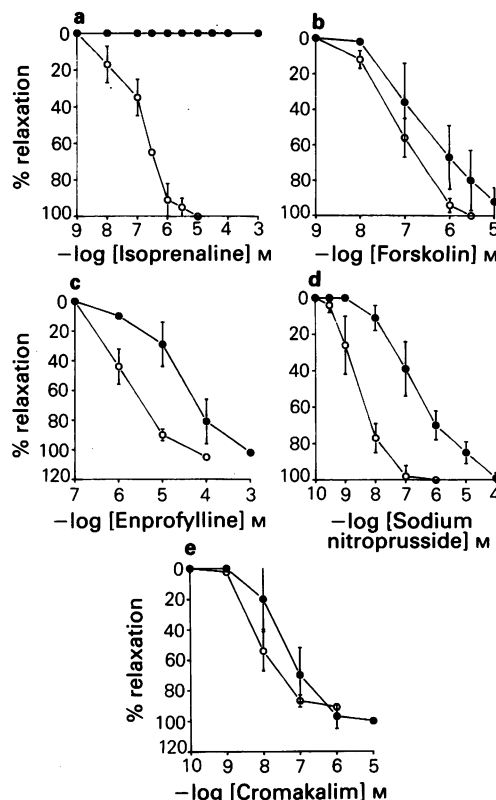 a
0
20
40
60
80
100
% relaxation
9 8 7 6 5 4 3
−log [Isoprenaline] M
b
0
20
40
60
80
100
9 8 7 6 5
−log [Forskolin] M
c
0
20
40
60
80
100
120
% relaxation
7 6 5 4 3
−log [Enprofylline] M
d
0
20
40
60
80
100
10 9 8 7 6 5 4
−log [Sodium
nitroprusside] M
e
0
20
40
60
80
100
120
% relaxation
10 9 8 7 6 5
−log [Cromakalim] M